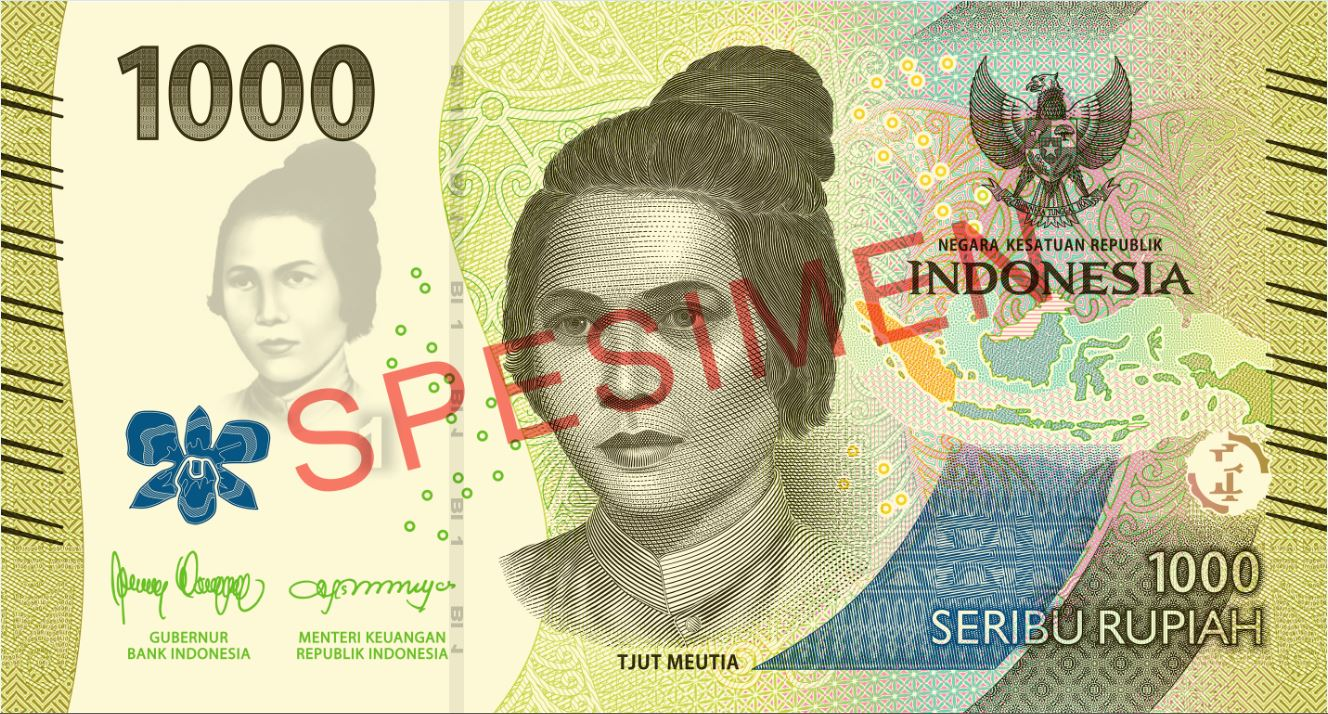 1000
NEGARA KESATUAN REPUBLIK
INDONESIA
SPESIMEN
GUBERNUR
BANK INDONESIA
MENTERI KEUANGAN
REPUBLIK INDONESIA
TJUT MEUTIA
1000
SERIBU RUPIAH